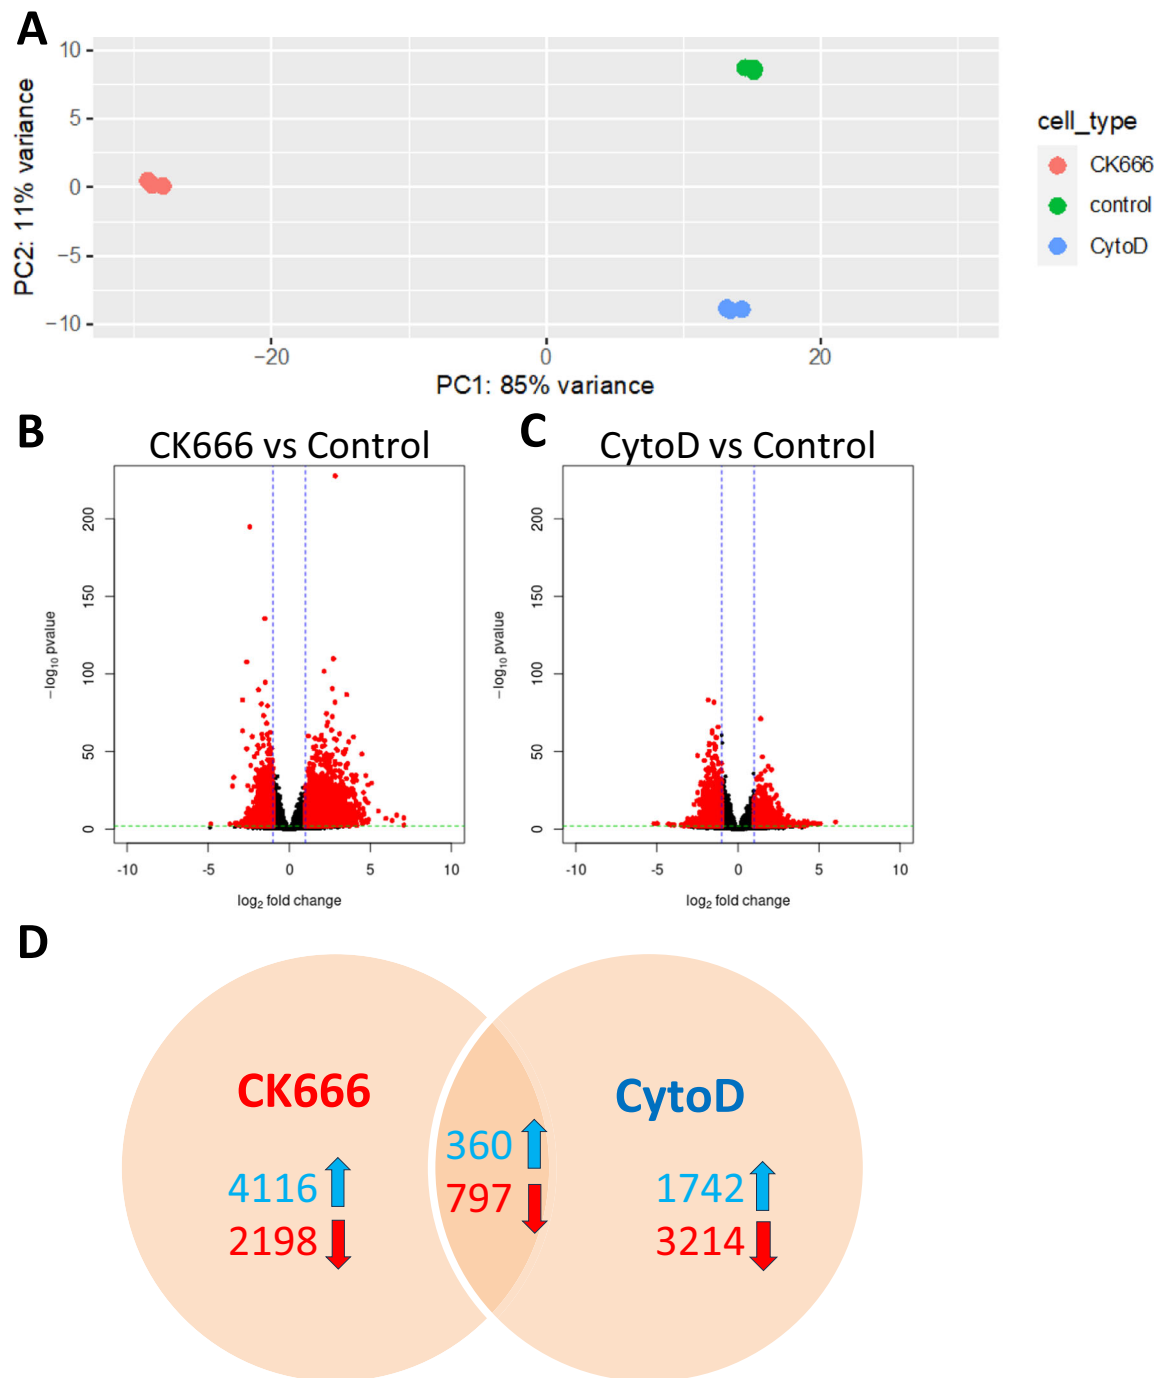 A
10
5
0
−5
−10
PC2: 11% variance
−20
0
20
PC1: 85% variance
cell_type
CK666
control
CytoD
B
CK666 vs Control
200
150
100
50
0
−log10 pvalue
-10
-5
0
5
10
log2 fold change
C
CytoD vs Control
200
150
100
50
0
−log10 pvalue
-10
-5
0
5
10
log2 fold change
D
CK666
4116
2198
360
797
CytoD
1742
3214